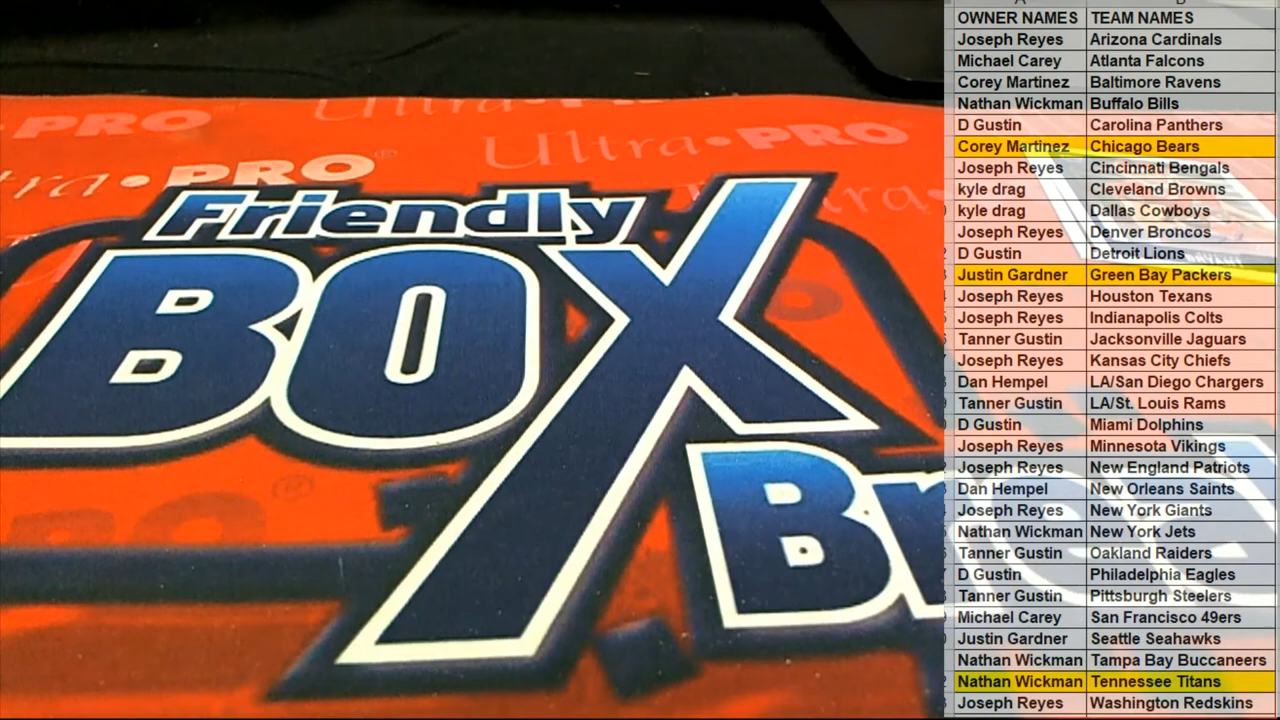 Ultra•PRO
PRO
Ultra•PRO
tra•PRO®
Friendly
BOX
Br
OWNER NAMES TEAM NAMES
Joseph Reyes Arizona Cardinals
Michael Carey Atlanta Falcons
Corey Martinez Baltimore Ravens
Nathan Wickman Buffalo Bills
D Gustin Carolina Panthers
Corey Martinez Chicago Bears
Joseph Reyes Cincinnati Bengals
kyle drag Cleveland Browns
kyle drag Dallas Cowboys
Joseph Reyes Denver Broncos
D Gustin Detroit Lions
Justin Gardner Green Bay Packers
Joseph Reyes Houston Texans
Joseph Reyes Indianapolis Colts
Tanner Gustin Jacksonville Jaguars
Joseph Reyes Kansas City Chiefs
Dan Hempel LA/San Diego Chargers
Tanner Gustin LA/St. Louis Rams
D Gustin Miami Dolphins
Joseph Reyes Minnesota Vikings
Joseph Reyes New England Patriots
Dan Hempel New Orleans Saints
Joseph Reyes New York Giants
Nathan Wickman New York Jets
Tanner Gustin Oakland Raiders
D Gustin Philadelphia Eagles
Tanner Gustin Pittsburgh Steelers
Michael Carey San Francisco 49ers
Justin Gardner Seattle Seahawks
Nathan Wickman Tampa Bay Buccaneers
Nathan Wickman Tennessee Titans
Joseph Reyes Washington Redskins